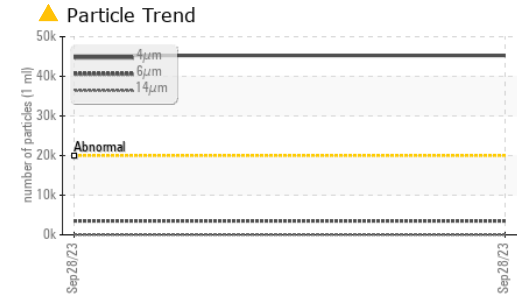 Particle Trend
50k
40k
30k
20k
10k
0k
number of particles (1 ml)
4µm
6µm
14µm
Abnormal
Sep28/23
Sep28/23